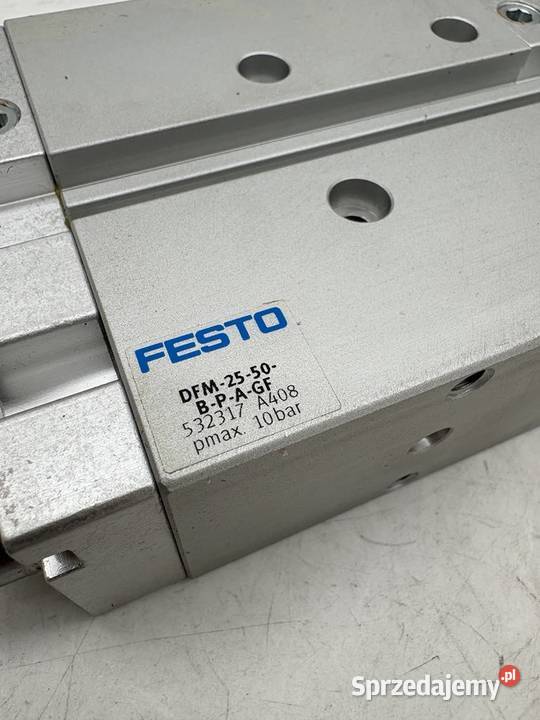 FESTO
DFM-25-50-
B-P-A-GF
532317 A408
pmax. 10bar
Sprzedajemy.pl